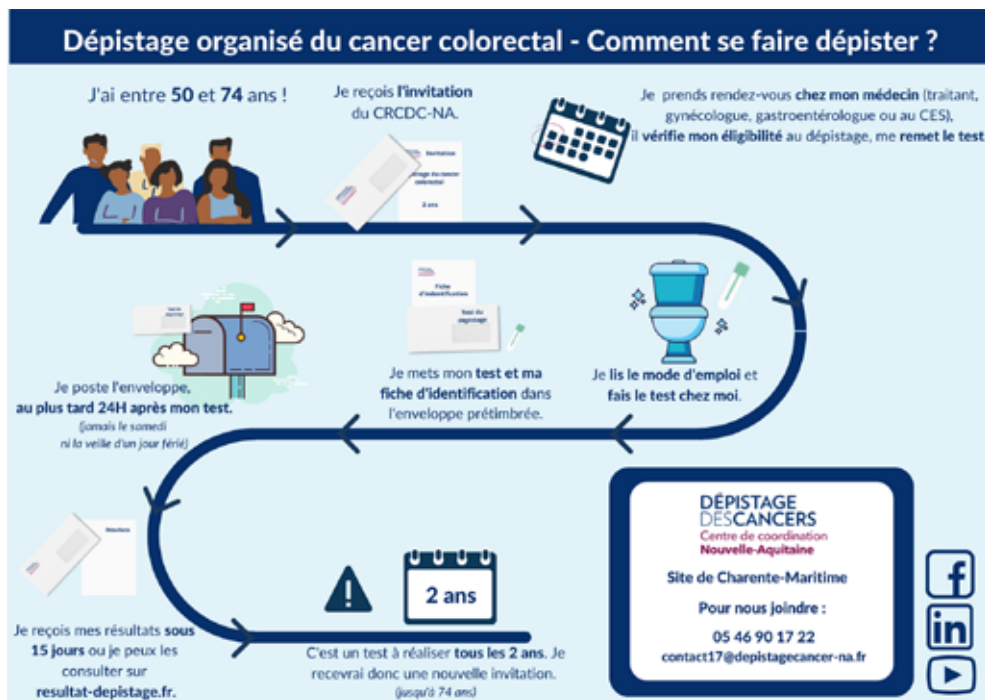 Dépistage organisé du cancer colorectal - Comment se faire dépister ?
J'ai entre 50 et 74 ans !
Je reçois l'invitation
du CRCDC-NA.
Je prends rendez-vous chez mon médecin (traitant,
gynécologue, gastroentérologue ou au CES),
il vérifie mon éligibilité au dépistage, me remet le test
Invitation
colorectal
2 ans
Je lis le mode d'emploi et
fais le test chez moi.
Fiche
d'indentification
Je mets mon test et ma
fiche d'identification dans
l'enveloppe prétimbrée.
Je poste l'enveloppe,
au plus tard 24H après mon test.
(jamais le samedi
ni la veille d'un jour férié)
Résultats
Je reçois mes résultats sous
15 jours ou je peux les
consulter sur
resultat-depistage.fr.
2 ans
C'est un test à réaliser tous les 2 ans. Je
recevrai donc une nouvelle invitation.
(jusqu'à 74 ans)
DÉPISTAGE
DESCANCERS
Centre de coordination
Nouvelle-Aquitaine
Site de Charente-Maritime
Pour nous joindre :
05 46 90 17 22
contact17@depistagecancer-na.fr